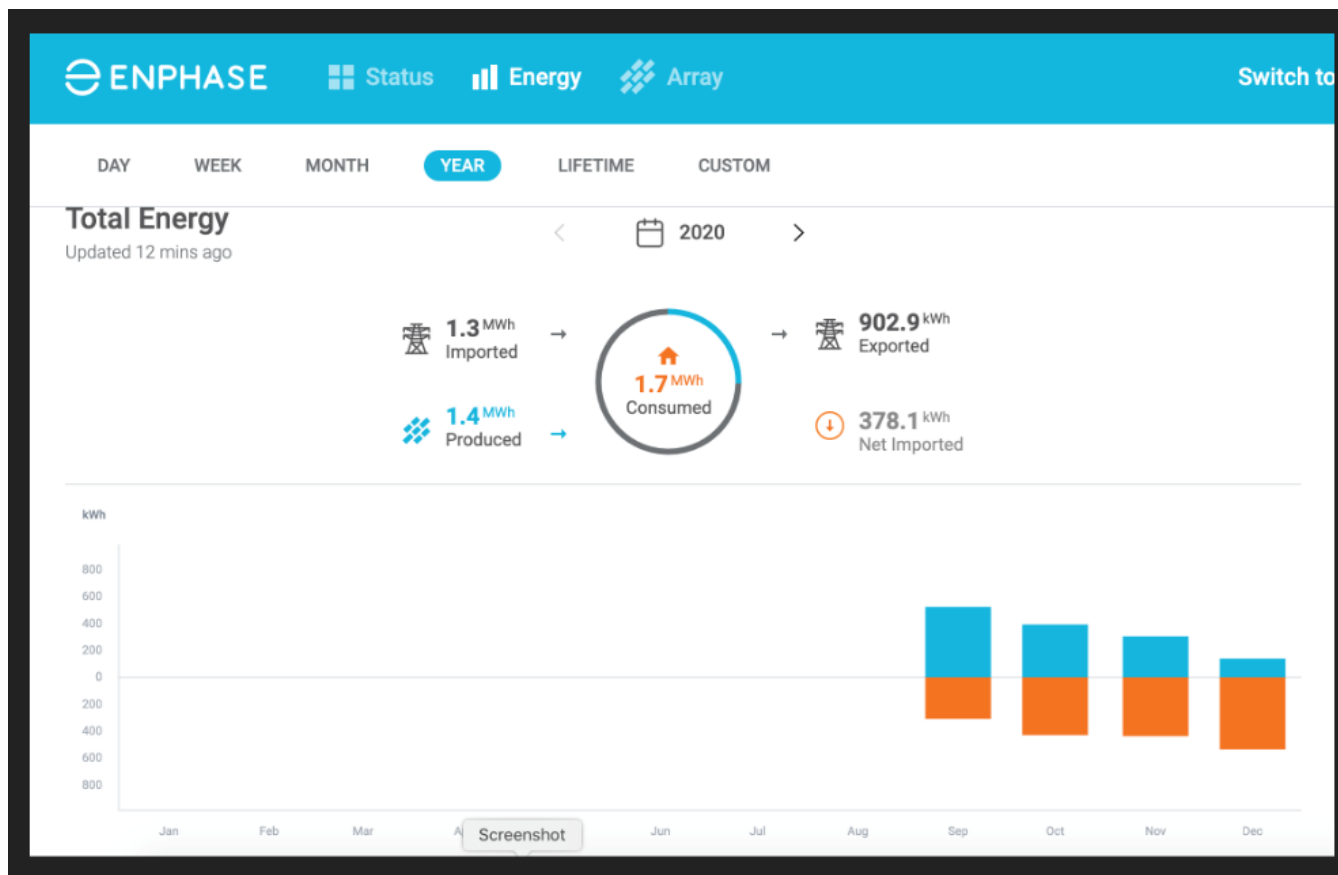 ENPHASE Status Energy Array Switch to
DAY WEEK MONTH YEAR LIFETIME CUSTOM
Total Energy
Updated 12 mins ago
2020
1.3 MWh
Imported
1.4 MWh
Produced
1.7 MWh
Consumed
902.9 kWh
Exported
378.1 kWh
Net Imported
kWh
800
600
400
200
0
200
400
600
800
Jan Feb Mar Jun Jul Aug Sep Oct Nov Dec
Screenshot